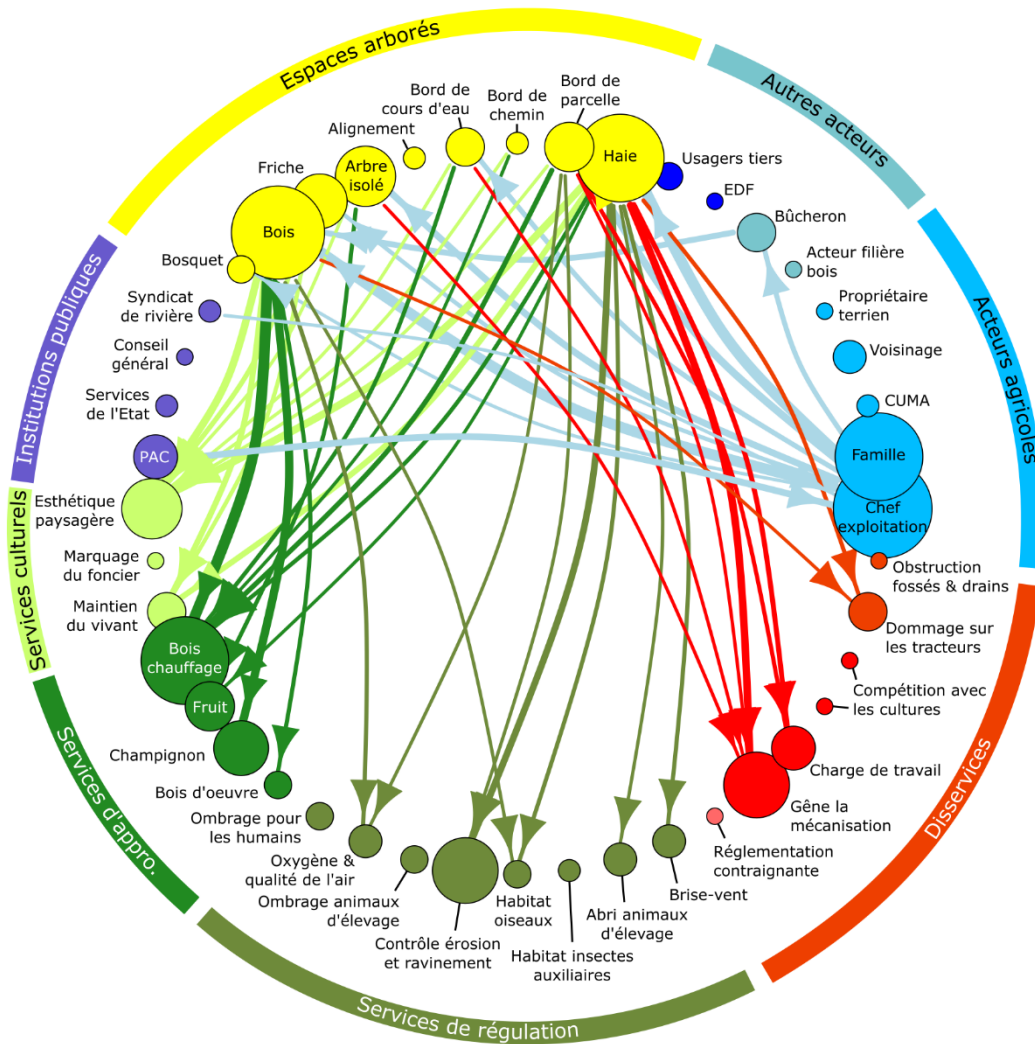 Espaces arborés
Autres acteurs
Acteurs agricoles
Disservices
Services de régulation
Services d'appro.
Services culturels
Institutions publiques
Bord de
parcelle
Haie
Usagers tiers
EDF
Bûcheron
Acteur filière
bois
Propriétaire
terrien
Voisinage
CUMA
Famille
Chef
exploitation
Obstruction
fossés & drains
Dommage sur
les tracteurs
Compétition avec
les cultures
Charge de travail
Gêne la
mécanisation
Réglementation
contraignante
Brise-vent
Abri animaux
d'élevage
Habitat insectes
auxiliaires
Habitat
oiseaux
Contrôle érosion
et ravinement
Ombrage animaux
d'élevage
Oxygène &
qualité de l'air
Ombrage pour
les humains
Bois d'oeuvre
Champignon
Fruit
Bois
chauffage
Maintien
du vivant
Marquage
du foncier
Esthétique
paysagère
PAC
Services
de l'Etat
Conseil
général
Syndicat
de rivière
Bosquet
Bois
Friche
Arbre
isolé
Alignement
Bord de
cours d'eau
Bord de
chemin